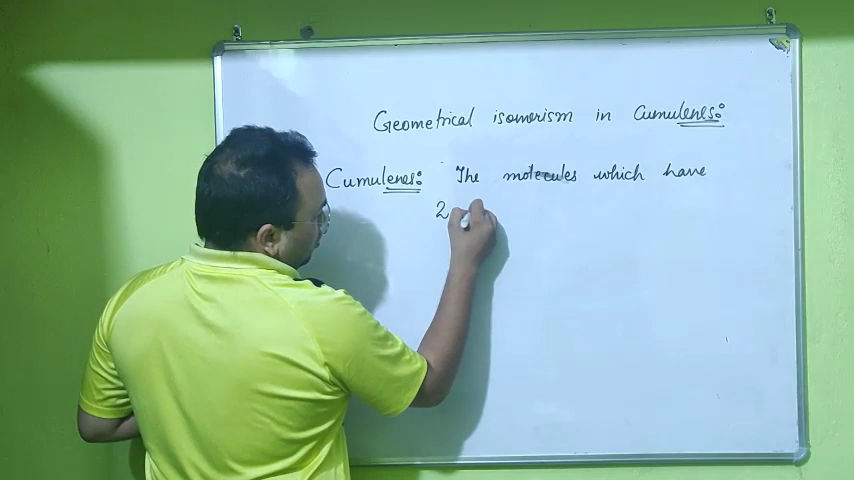 Geometrical isomerism in Cumulenes:
Cumulenes: The molecules which have
2